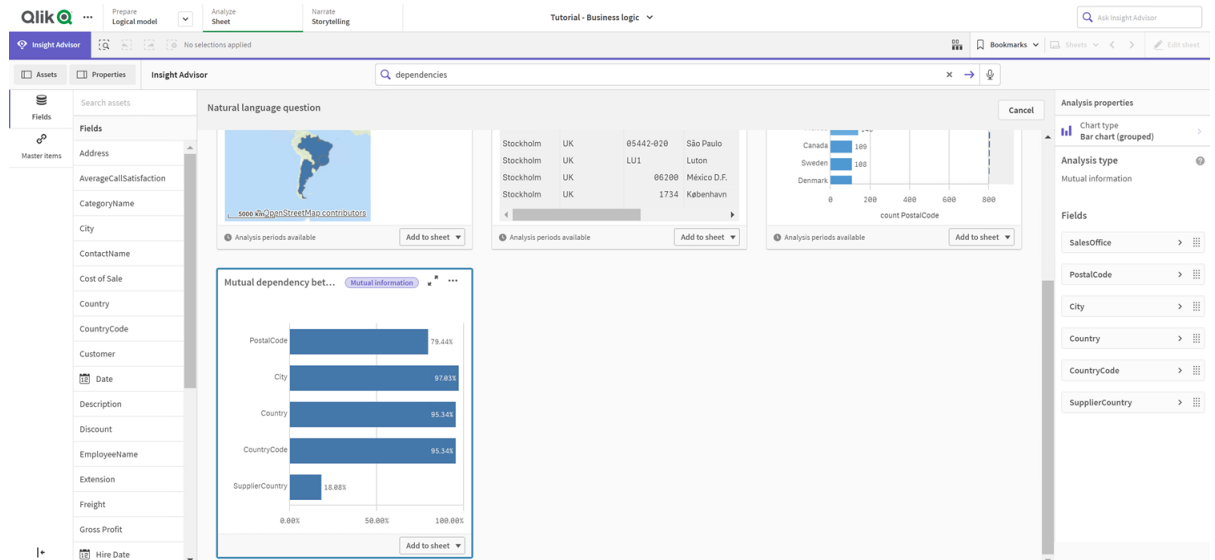 Qlik
Prepare
Logical model
Analyze
Sheet
Narrate
Storytelling
Tutorial - Business logic
Ask Insight Advisor
Insight Advisor
No selections applied
Bookmarks
Sheets
Edit sheet
Assets
Properties
Insight Advisor
dependencies
Fields
Master items
Search assets
Fields
Address
AverageCallSatisfaction
CategoryName
City
ContactName
Cost of Sale
Country
CountryCode
Customer
Date
Description
Discount
EmployeeName
Extension
Freight
Gross Profit
Hire Date
Natural language question
Cancel
© OpenStreetMap contributors
Analysis periods available
Add to sheet
Stockholm UK 05442-020 São Paulo
Stockholm UK LU1 Luton
Stockholm UK 06200 México D.F.
Stockholm UK 1734 København
Analysis periods available
Add to sheet
Canada 109
Sweden 108
Denmark
0 200 400 600 800
count PostalCode
Analysis periods available
Add to sheet
Mutual dependency bet...
Mutual information
PostalCode 79.44%
City 97.03%
Country 95.34%
CountryCode 95.34%
SupplierCountry 18.08%
0.00% 50.00% 100.00%
Add to sheet
Analysis properties
Chart type
Bar chart (grouped)
Analysis type
Mutual information
Fields
SalesOffice
PostalCode
City
Country
CountryCode
SupplierCountry